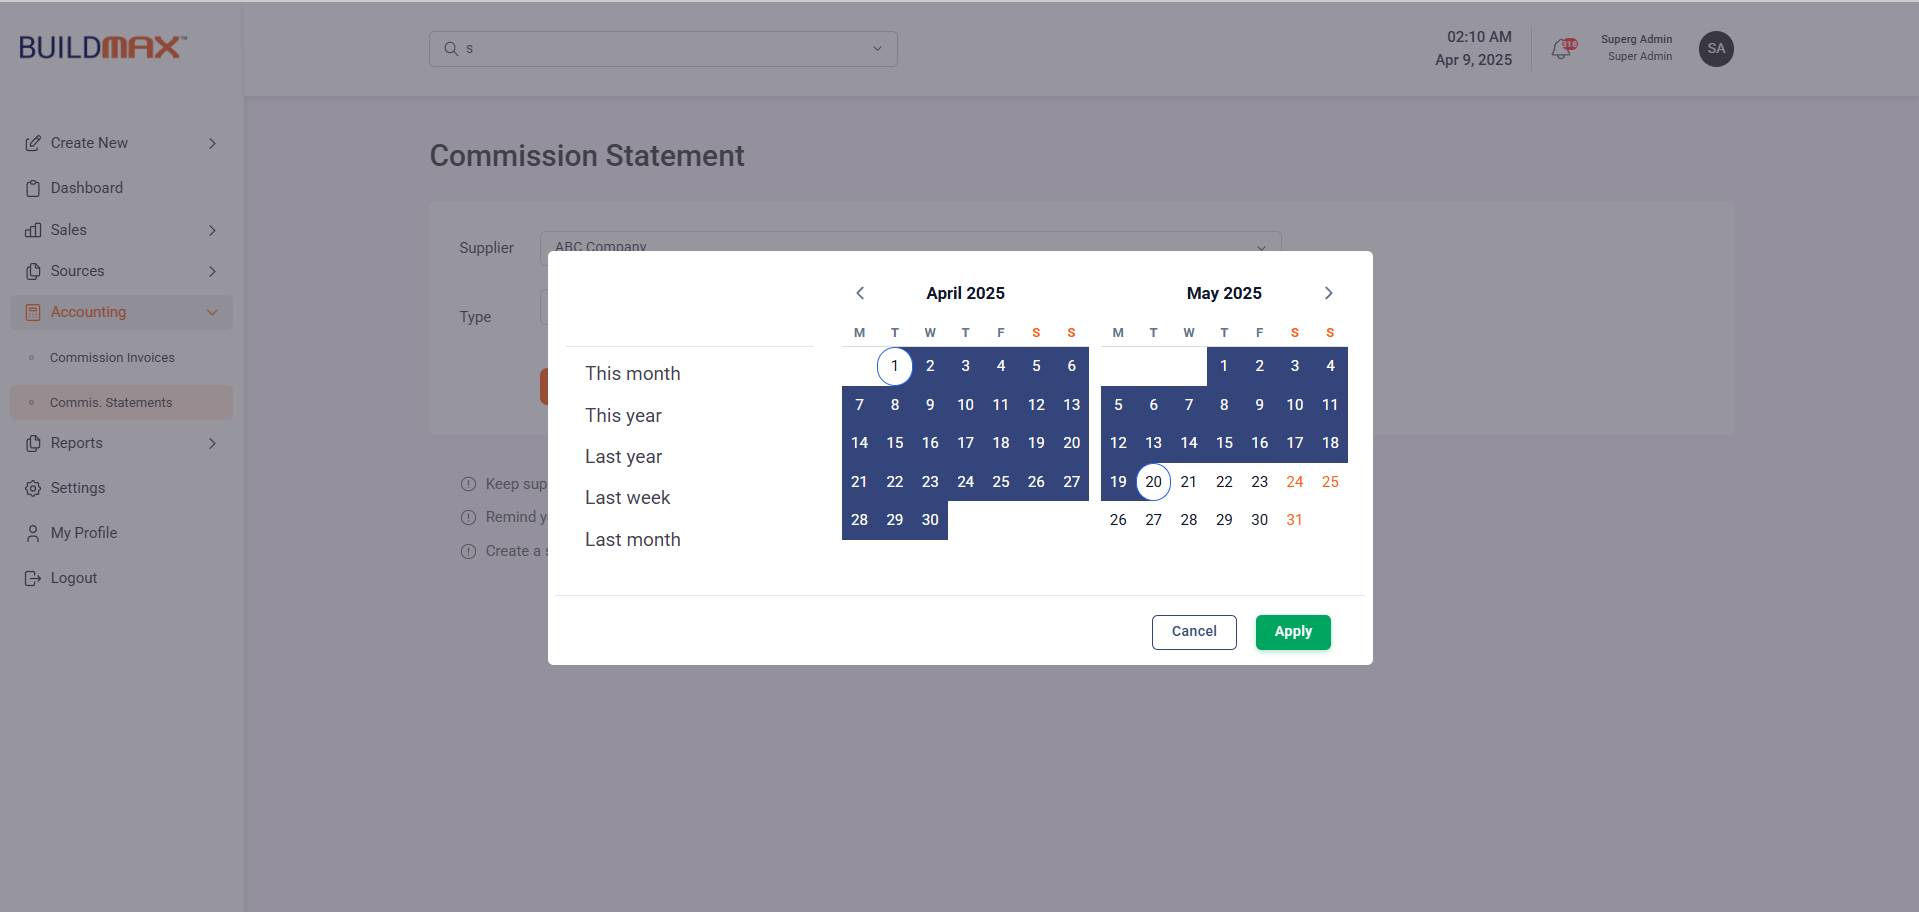 BUILDMAX™
s
02:10 AM
Apr 9, 2025
318
Superg Admin
Super Admin
SA
Create New
Dashboard
Sales
Sources
Accounting
Commission Invoices
Commis. Statements
Reports
Settings
My Profile
Logout
Commission Statement
Supplier
ABC Company
Type
Keep sup
Remind y
Create a s
This month
This year
Last year
Last week
Last month
April 2025
M T W T F S S
1 2 3 4 5 6
7 8 9 10 11 12 13
14 15 16 17 18 19 20
21 22 23 24 25 26 27
28 29 30
May 2025
M T W T F S S
1 2 3 4
5 6 7 8 9 10 11
12 13 14 15 16 17 18
19 20 21 22 23 24 25
26 27 28 29 30 31
Cancel
Apply